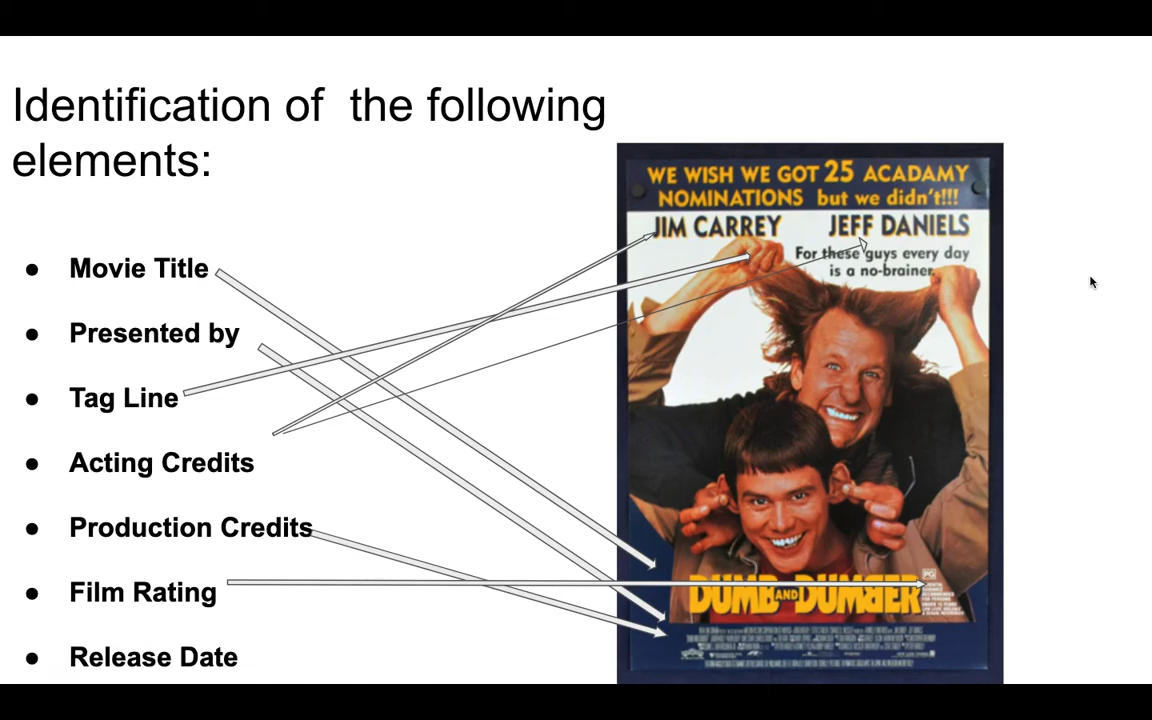 Identification of the following
elements:
● Movie Title
● Presented by
● Tag Line
● Acting Credits
● Production Credits
● Film Rating
● Release Date
WE WISH WE GOT 25 ACADAMY
NOMINATIONS but we didn't!!!
JIM CARREY JEFF DANIELS
For these guys every day
is a no-brainer.
DUMB AND DUMBER
PG